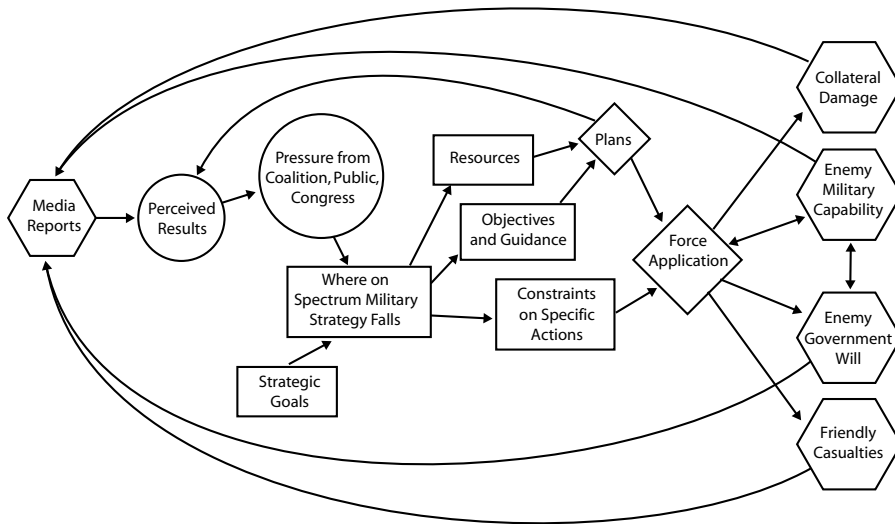 Collateral
Damage
Plans
Pressure from
Coalition, Public,
Congress
Resources
Enemy
Military
Capability
Media
Reports
Perceived
Results
Objectives
and Guidance
Force
Application
Where on
Spectrum Military
Strategy Falls
Constraints
on Specific
Actions
Enemy
Government
Will
Strategic
Goals
Friendly
Casualties